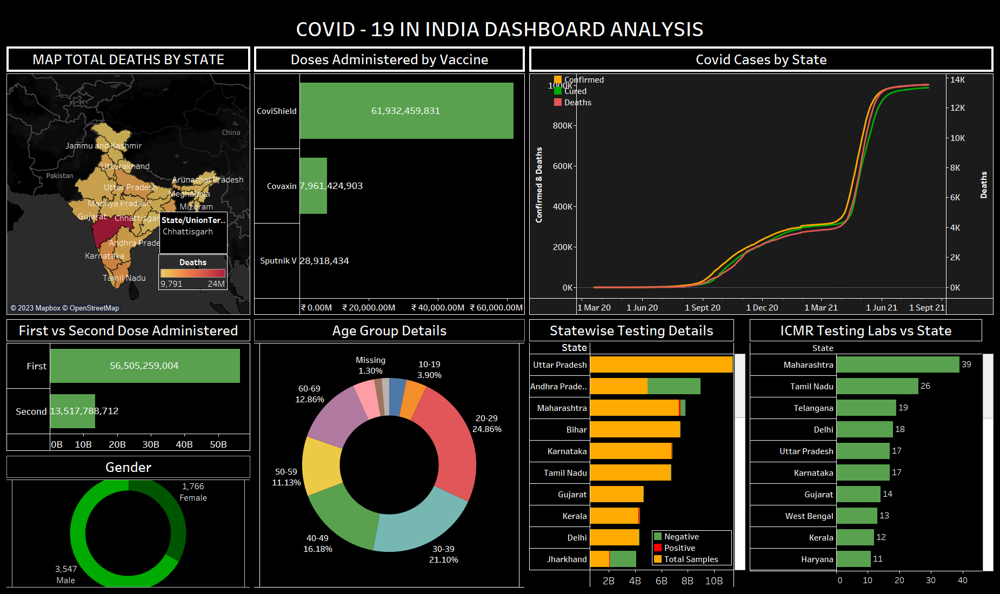 COVID - 19 IN INDIA DASHBOARD ANALYSIS
MAP TOTAL DEATHS BY STATE
China
Jammu and Kashmir
Uttarakhand
Pakistan
Arunachal Pradesh
Uttar Pradesh
Meghalaya
Madhya Pradesh
India
Mizoram
Gujarat
Chhattisgar
State/UnionTer..
Chhattisgarh
Andhra Prade
Karnataka
Deaths
9,791
24M
Tamil Nadu
© 2023 Mapbox © OpenStreetMap
Doses Administered by Vaccine
CoviShield
61,932,459,831
Covaxin
7,961,424,903
Sputnik V
28,918,434
₹ 0.00M
₹ 20,000.00M
₹ 40,000.00M
₹ 60,000.00M
Covid Cases by State
Confirmed
Cured
Deaths
1000K
800K
600K
400K
200K
0K
Confirmed & Deaths
14K
12K
10K
8K
6K
4K
2K
0K
Deaths
1 Mar 20
1 Jun 20
1 Sept 20
1 Dec 20
1 Mar 21
1 Jun 21
1 Sept 21
First vs Second Dose Administered
First
56,505,259,004
Second
13,517,788,712
0B
10B
20B
30B
40B
50B
Gender
1,766
Female
3,547
Male
Age Group Details
Missing
1.30%
10-19
3.90%
60-69
12.86%
20-29
24.86%
50-59
11.13%
40-49
16.18%
30-39
21.10%
Statewise Testing Details
State
Uttar Pradesh
Andhra Prade..
Maharashtra
Bihar
Karnataka
Tamil Nadu
Gujarat
Kerala
Delhi
Jharkhand
Negative
Positive
Total Samples
2B
4B
6B
8B
10B
ICMR Testing Labs vs State
State
Maharashtra
39
Tamil Nadu
26
Telangana
19
Delhi
18
Uttar Pradesh
17
Karnataka
17
Gujarat
14
West Bengal
13
Kerala
12
Haryana
11
0
10
20
30
40